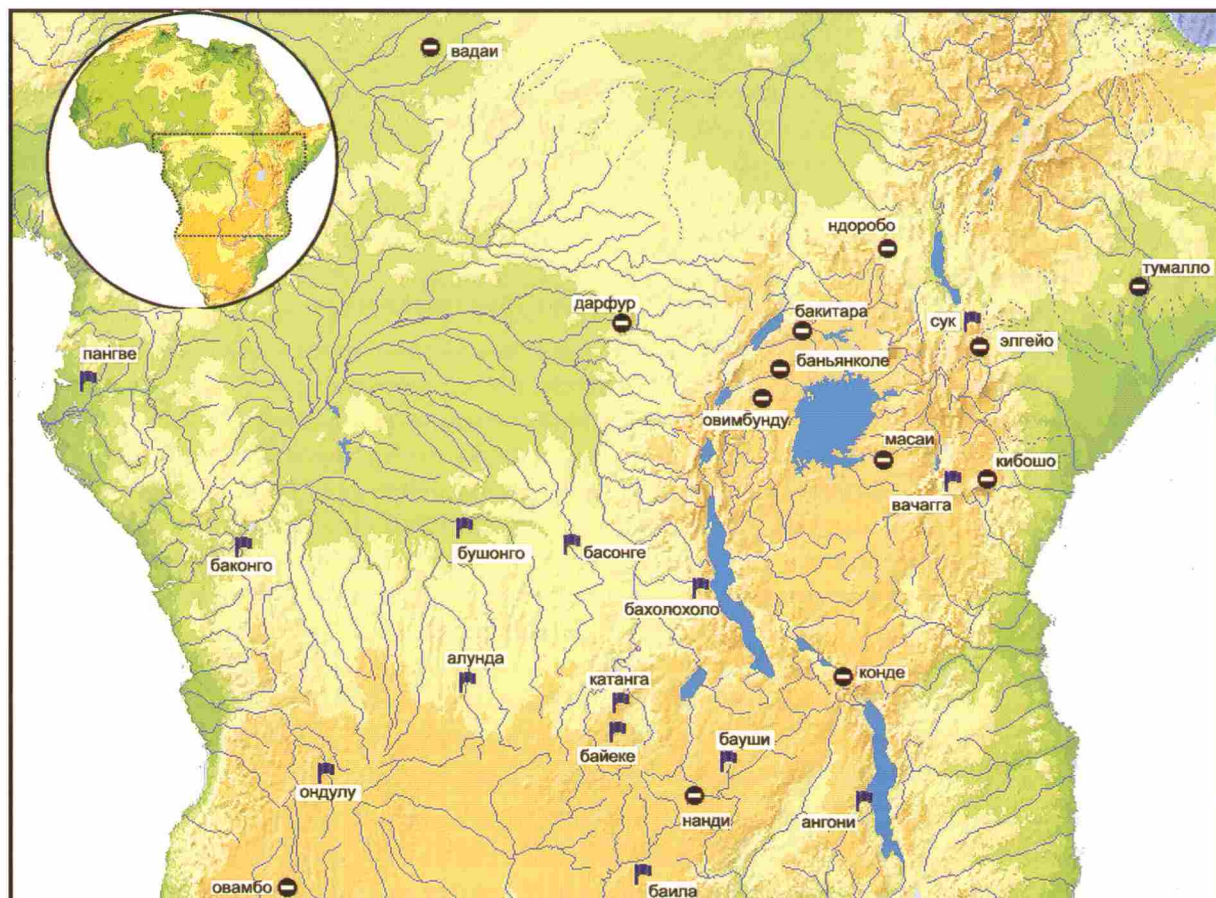 вадаи
ндоробо
тумалло
дарфур
бакитара
сук
элгейо
пангве
баньянколе
овимбунду
масаи
кибошо
вачагга
баконго
бушонго
басонге
бахолохоло
алунда
катанга
конде
байеке
бауши
ондулу
нанди
ангони
овамбо
баила